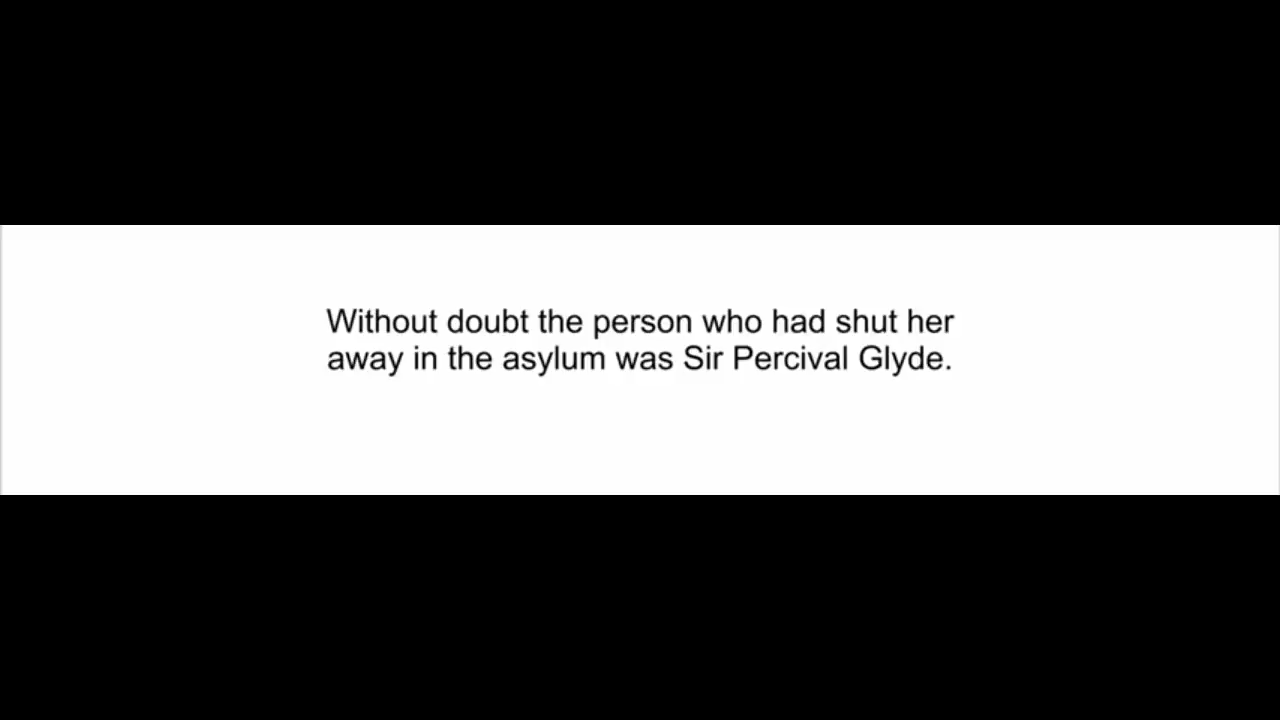 Without doubt the person who had shut her
away in the asylum was Sir Percival Glyde.